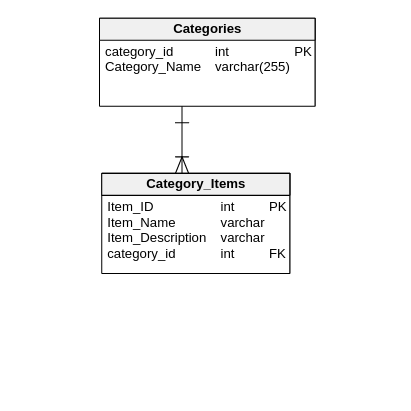 Categories
category_id int PK
Category_Name varchar(255)
Category_Items
Item_ID int PK
Item_Name varchar
Item_Description varchar
category_id int FK